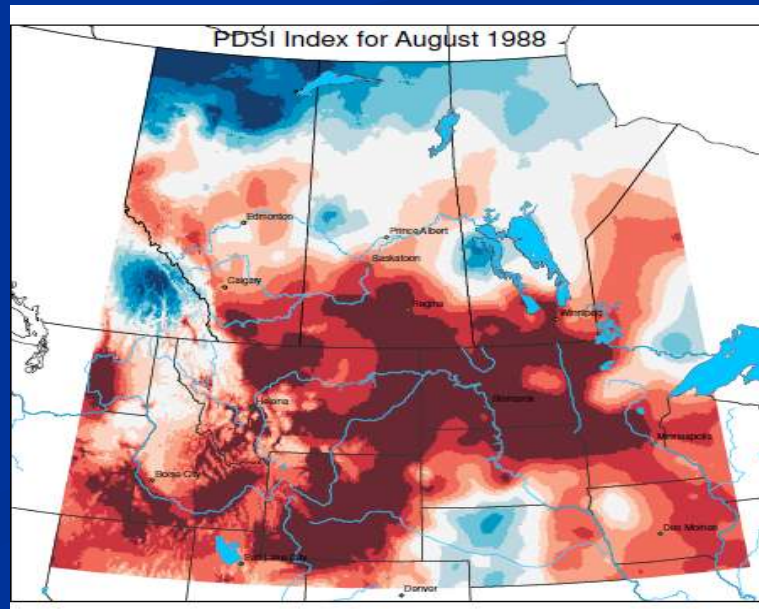 PDSI Index for August 1988
Edmonton
Prince Albert
Saskatoon
Calgary
Regina
Winnipeg
Helena
Bismarck
Minneapolis
Boise City
Des Moines
Salt Lake City
Denver